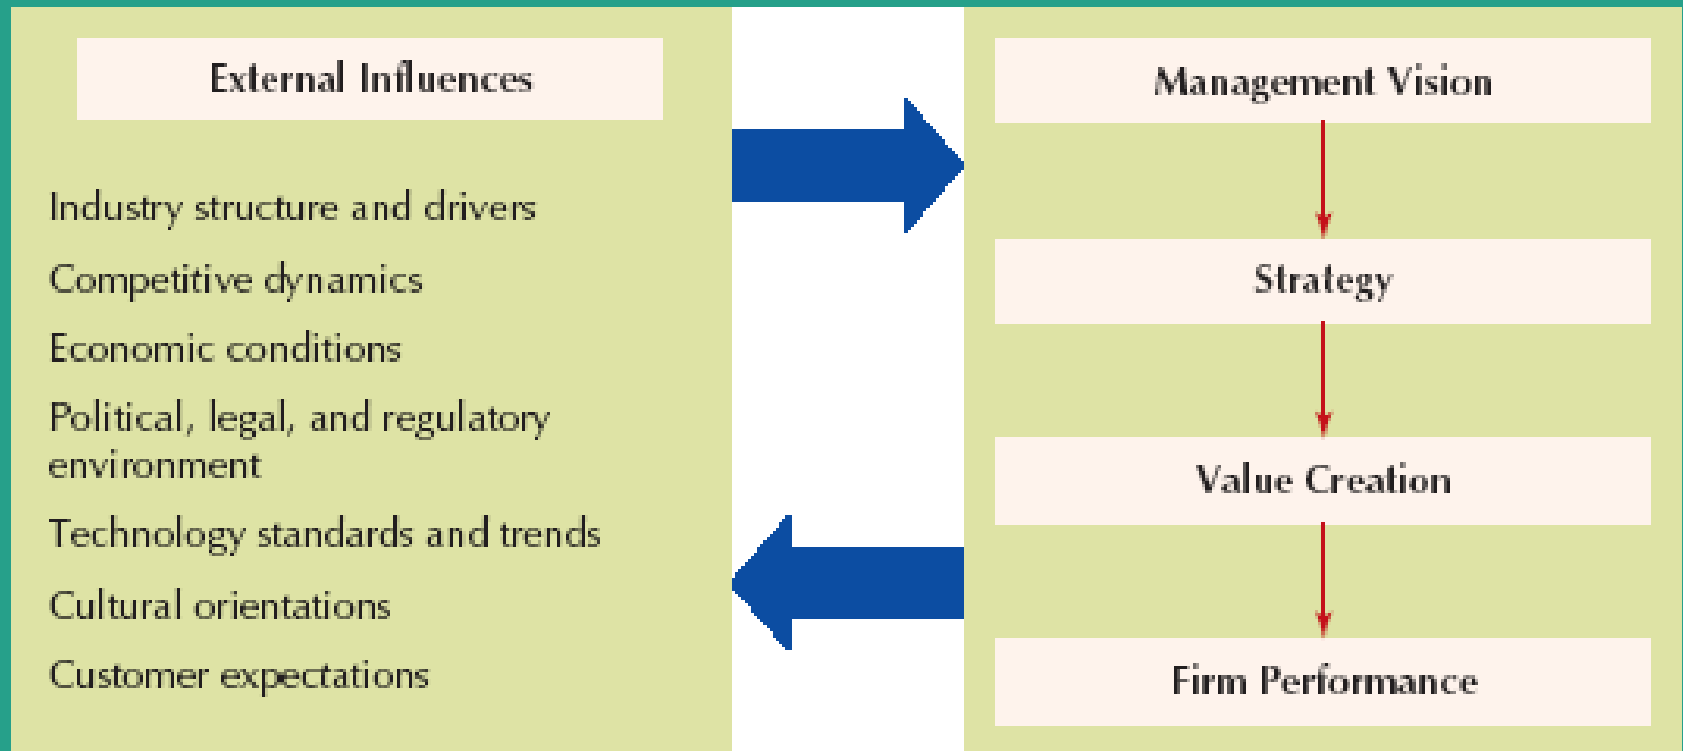 External Influences
Industry structure and drivers
Competitive dynamics
Economic conditions
Political, legal, and regulatory
environment
Technology standards and trends
Cultural orientations
Customer expectations
Management Vision
Strategy
Value Creation
Firm Performance